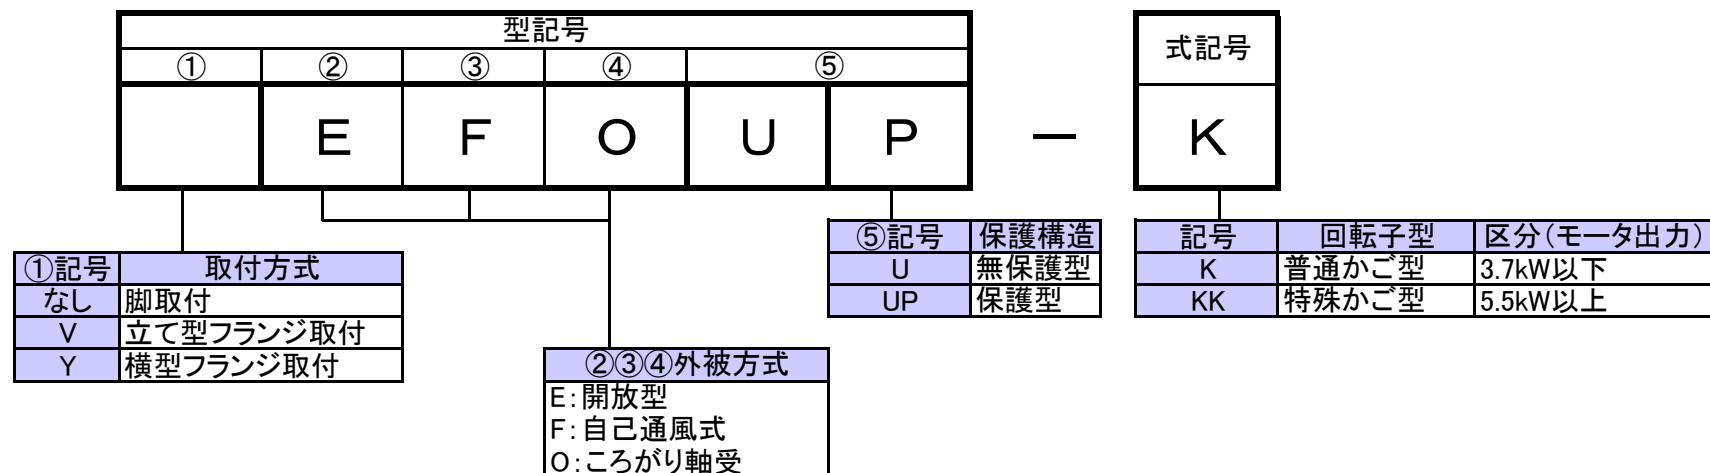 型記号
式記号
① ② ③ ④ ⑤
E F O U P － K
⑤記号 保護構造
U 無保護型
UP 保護型
記号 回転子型 区分(モータ出力)
K 普通かご型 3.7kW以下
KK 特殊かご型 5.5kW以上
①記号 取付方式
なし 脚取付
V 立て型フランジ取付
Y 横型フランジ取付
②③④外被方式
E:開放型
F:自己通風式
O:ころがり軸受